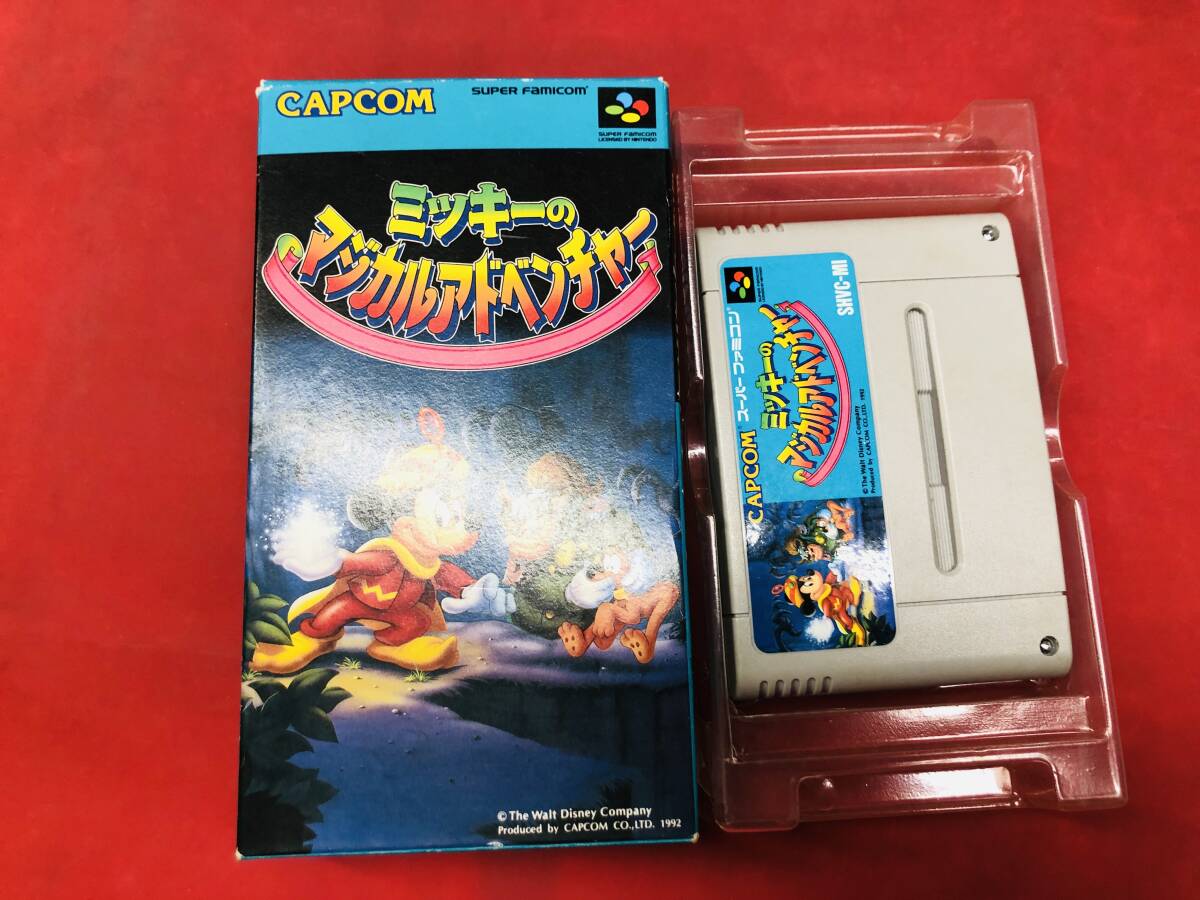 CAPCOM
SUPER FAMICOM
SUPER FAMICOM
LICENSED BY NINTENDO
ミッキーの
マジカルアドベンチャー
© The Walt Disney Company
Produced by CAPCOM CO.,LTD. 1992
CAPCOM スーパーファミコン
SUPER FAMICOM
ミッキーの
マジカルアドベンチャー
© The Walt Disney Company
Produced by CAPCOM CO.,LTD. 1992
SHVC-MI